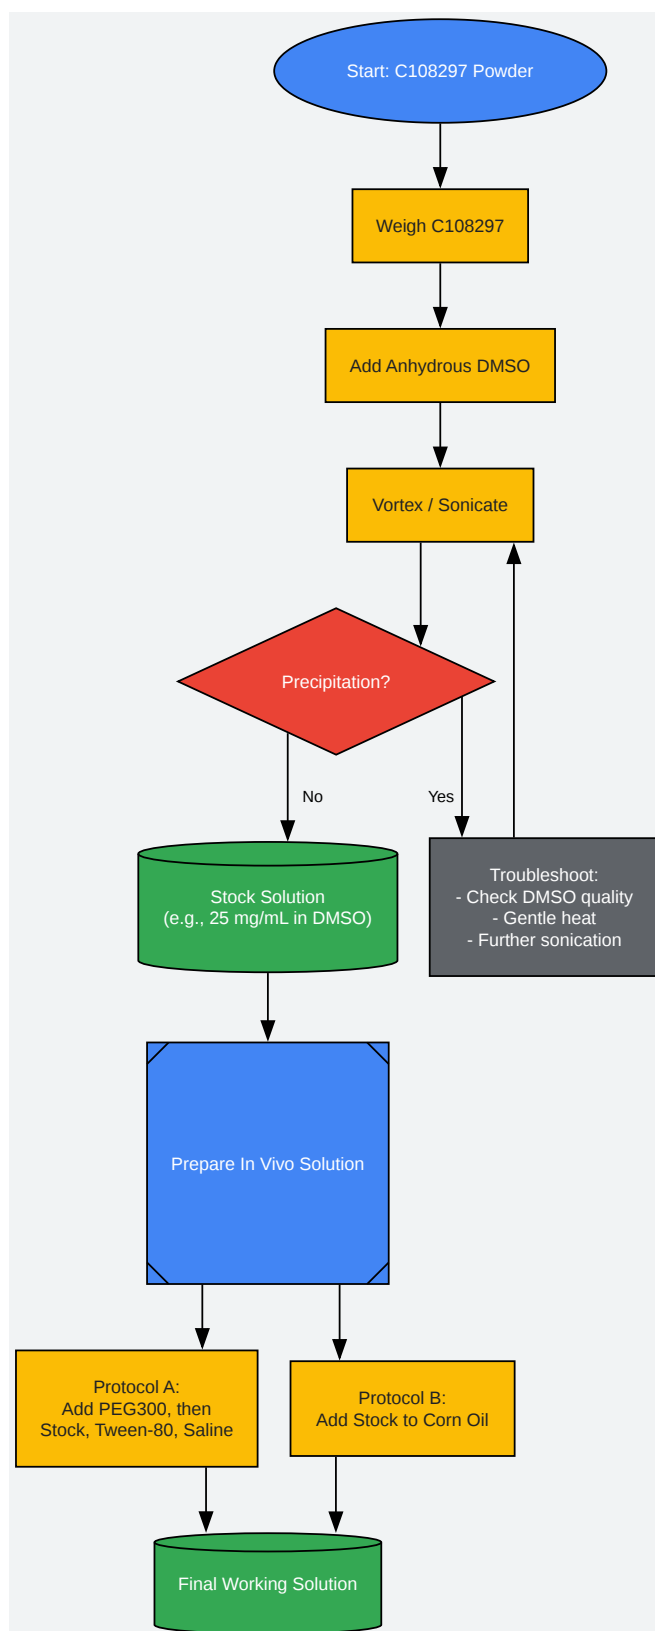 Start: C108297 Powder
Weigh C108297
Add Anhydrous DMSO
Vortex / Sonicate
Precipitation?
No
Yes
Stock Solution
(e.g., 25 mg/mL in DMSO)
Troubleshoot:
- Check DMSO quality
- Gentle heat
- Further sonication
Prepare In Vivo Solution
Protocol A:
Add PEG300, then
Stock, Tween-80, Saline
Protocol B:
Add Stock to Corn Oil
Final Working Solution